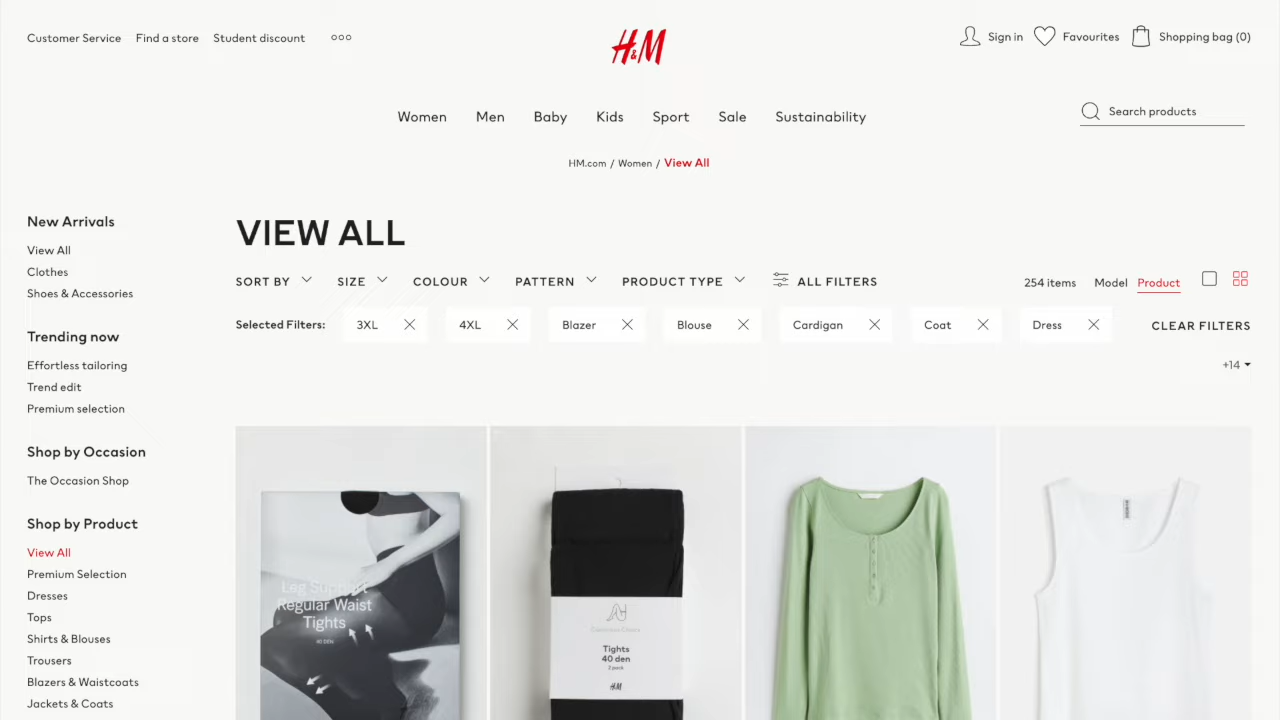 Customer Service Find a store Student discount
H&M
Sign in Favourites Shopping bag (0)
Women Men Baby Kids Sport Sale Sustainability
Search products
HM.com / Women / View All
New Arrivals
View All
Clothes
Shoes & Accessories
Trending now
Effortless tailoring
Trend edit
Premium selection
Shop by Occasion
The Occasion Shop
Shop by Product
View All
Premium Selection
Dresses
Tops
Shirts & Blouses
Trousers
Blazers & Waistcoats
Jackets & Coats
VIEW ALL
SORT BY SIZE COLOUR PATTERN PRODUCT TYPE ALL FILTERS
254 items Model Product
Selected Filters: 3XL 4XL Blazer Blouse Cardigan Coat Dress CLEAR FILTERS
+14
Leg Support
Regular Waist
Tights
40 DEN
Tights
40 den
2 pack
H&M